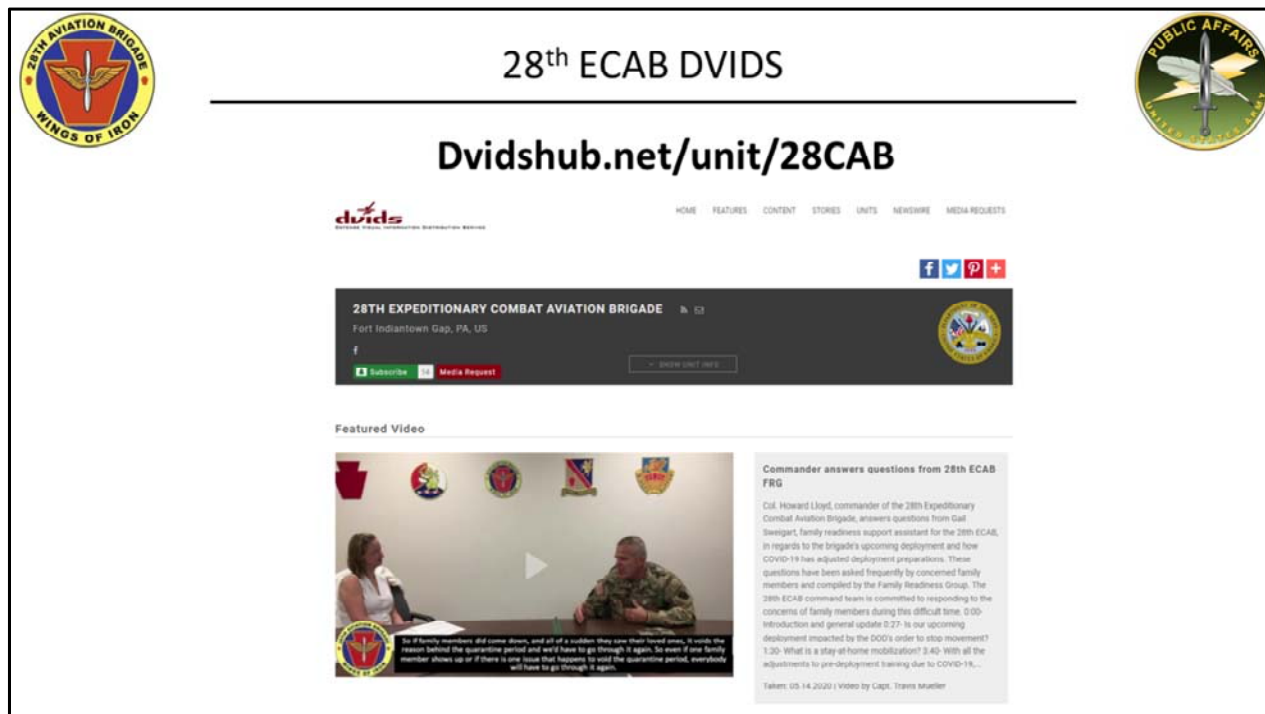 28TH AVIATION BRIGADE
WINGS OF IRON
28th ECAB DVIDS
PUBLIC AFFAIRS
UNITED STATES ARMY
Dvidshub.net/unit/28CAB
dvids
DEFENSE VISUAL INFORMATION DISTRIBUTION SERVICE
HOME FEATURES CONTENT STORIES UNITS NEWSWIRE MEDIA REQUESTS
28TH EXPEDITIONARY COMBAT AVIATION BRIGADE
Fort Indiantown Gap, PA, US
Subscribe 14 Media Request
SHOW UNIT INFO
Featured Video
So if family members did come down, and all of a sudden they saw their loved ones, it voids the
reason behind the quarantine period and we'd have to go through it again. So even if one family
member shows up or if there is one issue that happens to void the quarantine period, everybody
will have to go through it again.
Commander answers questions from 28th ECAB
FRG
Col. Howard Lloyd, commander of the 28th Expeditionary
Combat Aviation Brigade, answers questions from Gail
Sweigart, family readiness support assistant for the 28th ECAB,
in regards to the brigade's upcoming deployment and how
COVID-19 has adjusted deployment preparations. These
questions have been asked frequently by concerned family
members and compiled by the Family Readiness Group. The
28th ECAB command team is committed to responding to the
concerns of family members during this difficult time. 0:00-
Introduction and general update 0:27- Is our upcoming
deployment impacted by the DOD's order to stop movement?
1:30- What is a stay-at-home mobilization? 3:40- With all the
adjustments to pre-deployment training due to COVID-19,...
Taken: 05.14.2020 | Video by Capt. Travis Mueller